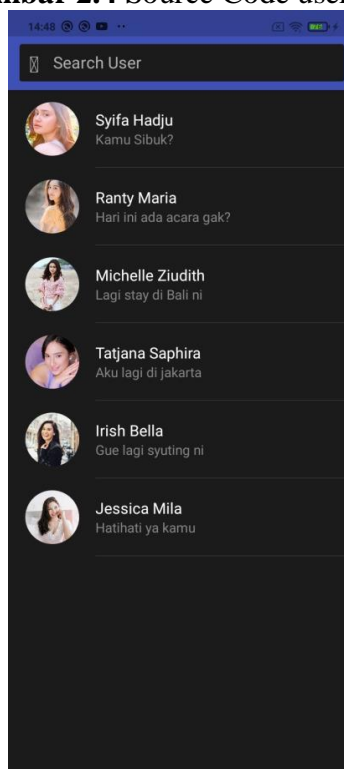 2.4 Source Code user
14:48
Search User
Syifa Hadju
Kamu Sibuk?
Ranty Maria
Hari ini ada acara gak?
Michelle Ziudith
Lagi stay di Bali ni
Tatjana Saphira
Aku lagi di jakarta
Irish Bella
Gue lagi syuting ni
Jessica Mila
Hatihati ya kamu